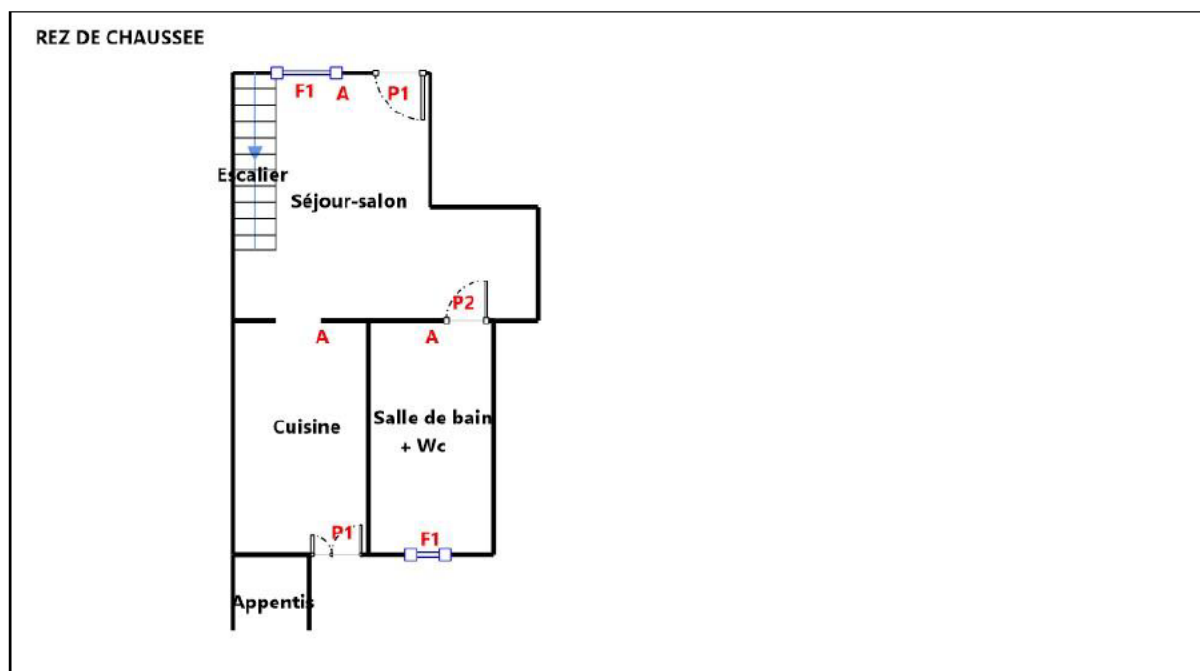 REZ DE CHAUSSEE
F1 A P1
Escalier
Séjour-salon
P2
A A
Cuisine
Salle de bain
+ Wc
P1 F1
Appentis